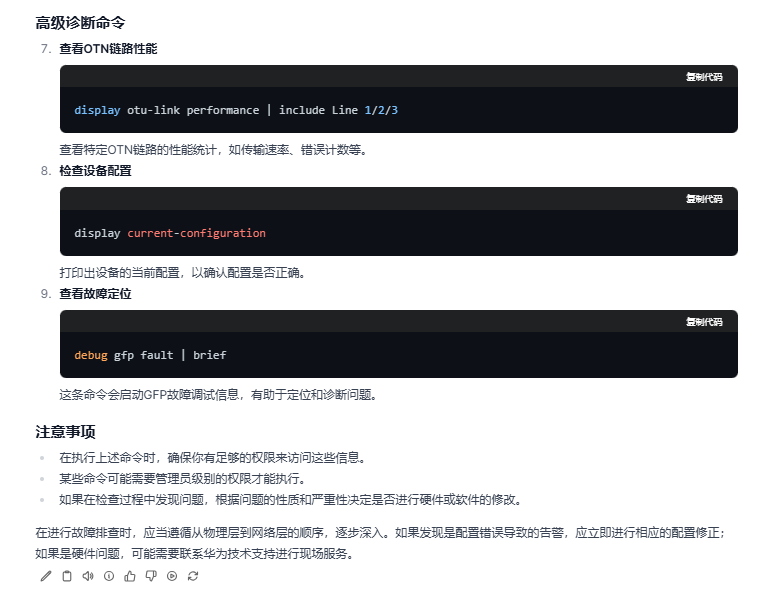 高级诊断命令
7. 查看OTN链路性能
复制代码
display otu-link performance | include Line 1/2/3
查看特定OTN链路的性能统计，如传输速率、错误计数等。
8. 检查设备配置
复制代码
display current-configuration
打印出设备的当前配置，以确认配置是否正确。
9. 查看故障定位
复制代码
debug gfp fault | brief
这条命令会启动GFP故障调试信息，有助于定位和诊断问题。
注意事项
在执行上述命令时，确保你有足够的权限来访问这些信息。
某些命令可能需要管理员级别的权限才能执行。
如果在检查过程中发现问题，根据问题的性质和严重性决定是否进行硬件或软件的修改。
在进行故障排查时，应当遵循从物理层到网络层的顺序，逐步深入。如果发现是配置错误导致的告警，应立即进行相应的配置修正；
如果是硬件问题，可能需要联系华为技术支持进行现场服务。